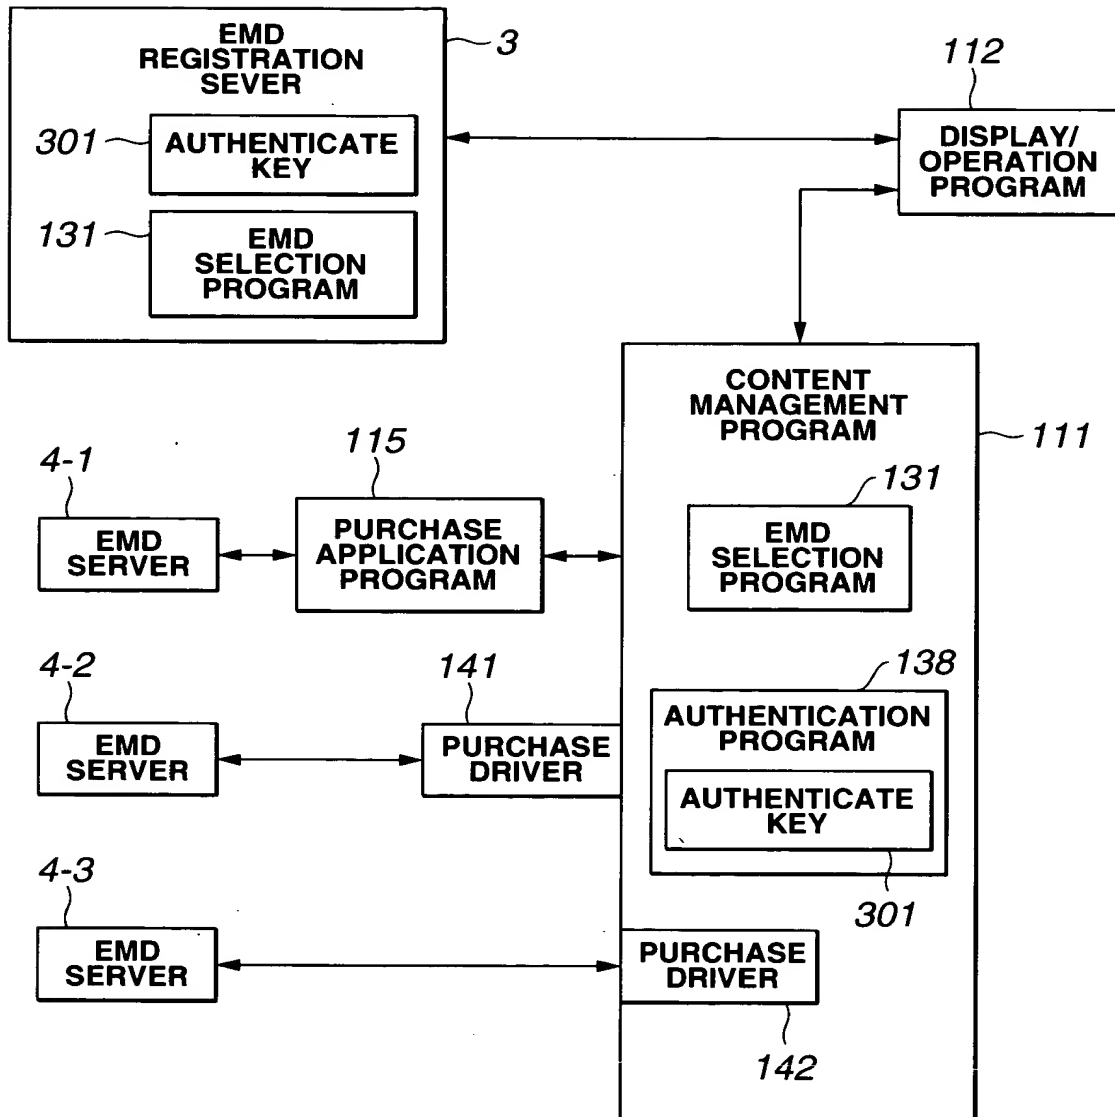 EMD
REGISTRATION
SEVER
3
301
AUTHENTICATE
KEY
131
EMD
SELECTION
PROGRAM
112
DISPLAY/
OPERATION
PROGRAM
CONTENT
MANAGEMENT
PROGRAM
111
4-1
EMD
SERVER
115
PURCHASE
APPLICATION
PROGRAM
131
EMD
SELECTION
PROGRAM
4-2
EMD
SERVER
141
PURCHASE
DRIVER
138
AUTHENTICATION
PROGRAM
AUTHENTICATE
KEY
301
4-3
EMD
SERVER
PURCHASE
DRIVER
142